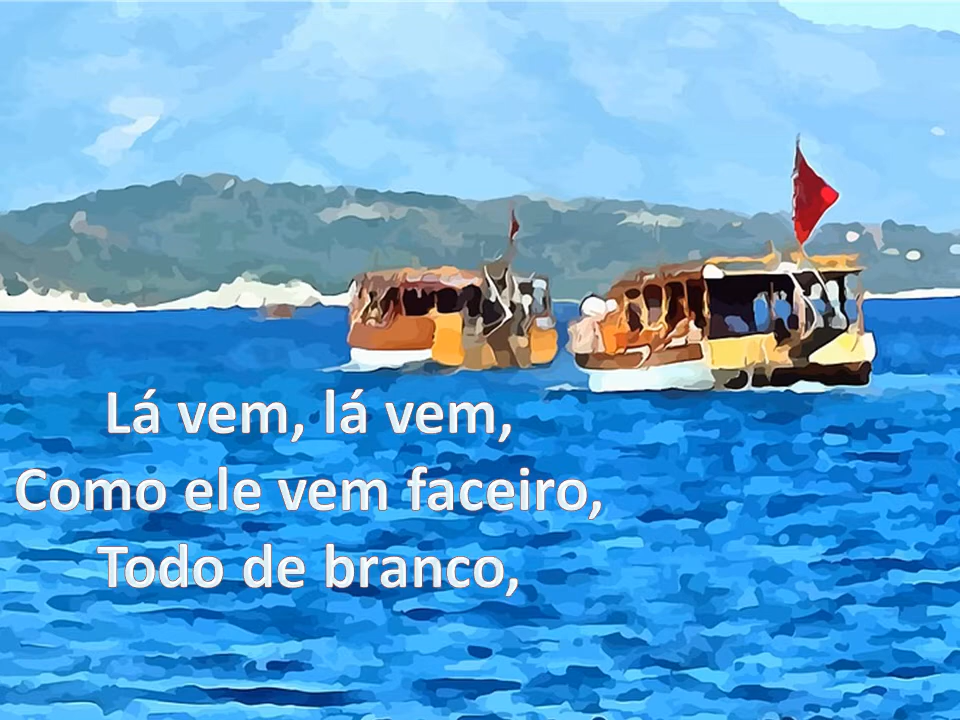 Lá vem, lá vem,
Como ele vem faceiro,
Todo de branco,